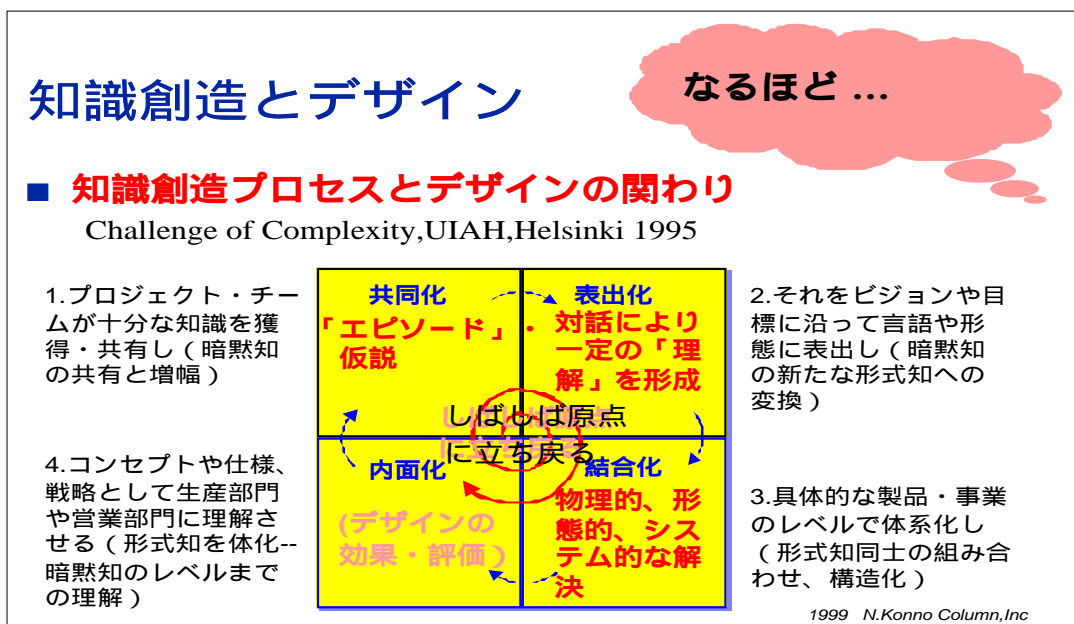 知識創造とデザイン
なるほど ...
■ 知識創造プロセスとデザインの関わり
Challenge of Complexity,UIAH,Helsinki 1995
1.プロジェクト・チー
ムが十分な知識を獲
得・共有し（暗黙知
の共有と増幅）
共同化
「エピソード」・
仮説
表出化
対話により
一定の「理
解」を形成
2.それをビジョンや目
標に沿って言語や形
態に表出し（暗黙知
の新たな形式知への
変換）
しばしば原点
に立ち戻る
4.コンセプトや仕様、
戦略として生産部門
や営業部門に理解さ
せる（形式知を体化--
暗黙知のレベルまで
の理解）
内面化
(デザインの
効果・評価）
結合化
物理的、形
態的、シス
テム的な解
決
3.具体的な製品・事業
のレベルで体系化し
（形式知同士の組み合
わせ、構造化）
1999 N.Konno Column,Inc